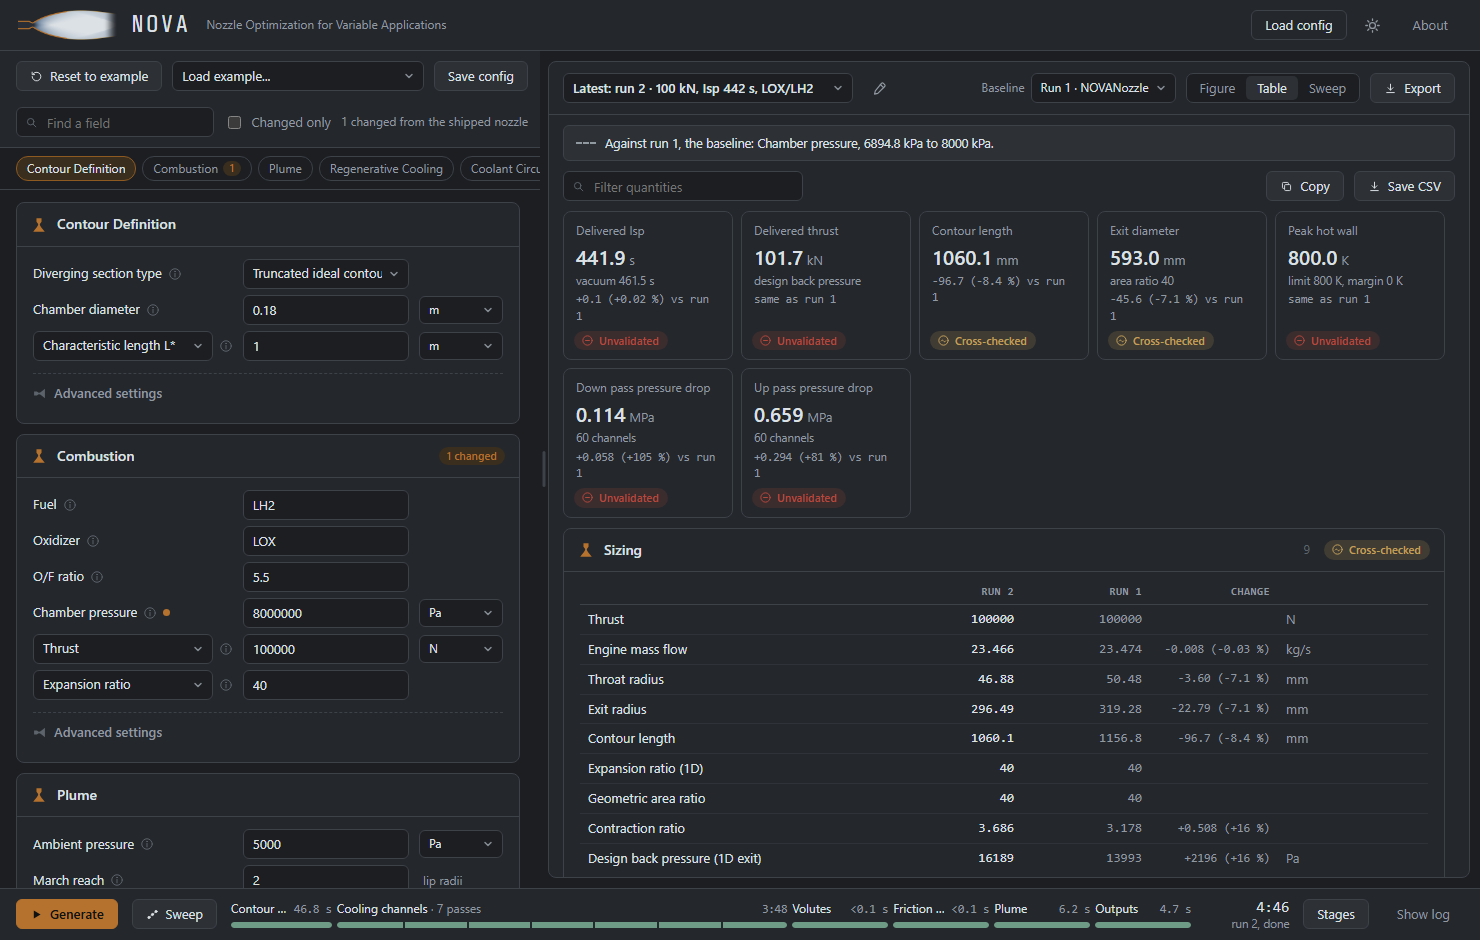 NOVA
Nozzle Optimization for Variable Applications
Load config
About
Reset to example
Load example...
Save config
Find a field
Changed only
1 changed from the shipped nozzle
Contour Definition
Combustion 1
Plume
Regenerative Cooling
Coolant Circu
Contour Definition
Diverging section type
Truncated ideal contou
Chamber diameter
0.18
m
Characteristic length L*
1
m
Advanced settings
Combustion
1 changed
Fuel
LH2
Oxidizer
LOX
O/F ratio
5.5
Chamber pressure
8000000
Pa
Thrust
100000
N
Expansion ratio
40
Advanced settings
Plume
Ambient pressure
5000
Pa
March reach
2
lip radii
Latest: run 2 · 100 kN, Isp 442 s, LOX/LH2
Baseline
Run 1 · NOVANozzle
Figure
Table
Sweep
Export
Against run 1, the baseline: Chamber pressure, 6894.8 kPa to 8000 kPa.
Filter quantities
Copy
Save CSV
Delivered Isp
441.9 s
vacuum 461.5 s
+0.1 (+0.02 %) vs run
1
Unvalidated
Delivered thrust
101.7 kN
design back pressure
same as run 1
Unvalidated
Contour length
1060.1 mm
-96.7 (-8.4 %) vs run
1
Cross-checked
Exit diameter
593.0 mm
area ratio 40
-45.6 (-7.1 %) vs run
1
Cross-checked
Peak hot wall
800.0 K
limit 800 K, margin 0 K
same as run 1
Unvalidated
Down pass pressure drop
0.114 MPa
60 channels
+0.058 (+105 %) vs run
1
Unvalidated
Up pass pressure drop
0.659 MPa
60 channels
+0.294 (+81 %) vs run
1
Unvalidated
Sizing
9
Cross-checked
RUN 2 RUN 1 CHANGE
Thrust 100000 100000 N
Engine mass flow 23.466 23.474 -0.008 (-0.03 %) kg/s
Throat radius 46.88 50.48 -3.60 (-7.1 %) mm
Exit radius 296.49 319.28 -22.79 (-7.1 %) mm
Contour length 1060.1 1156.8 -96.7 (-8.4 %) mm
Expansion ratio (1D) 40 40
Geometric area ratio 40 40
Contraction ratio 3.686 3.178 +0.508 (+16 %)
Design back pressure (1D exit) 16189 13993 +2196 (+16 %) Pa
Generate
Sweep
Contour ... 46.8 s
Cooling channels · 7 passes 3:48
Volutes <0.1 s
Friction ... <0.1 s
Plume 6.2 s
Outputs 4.7 s
4:46
run 2, done
Stages
Show log